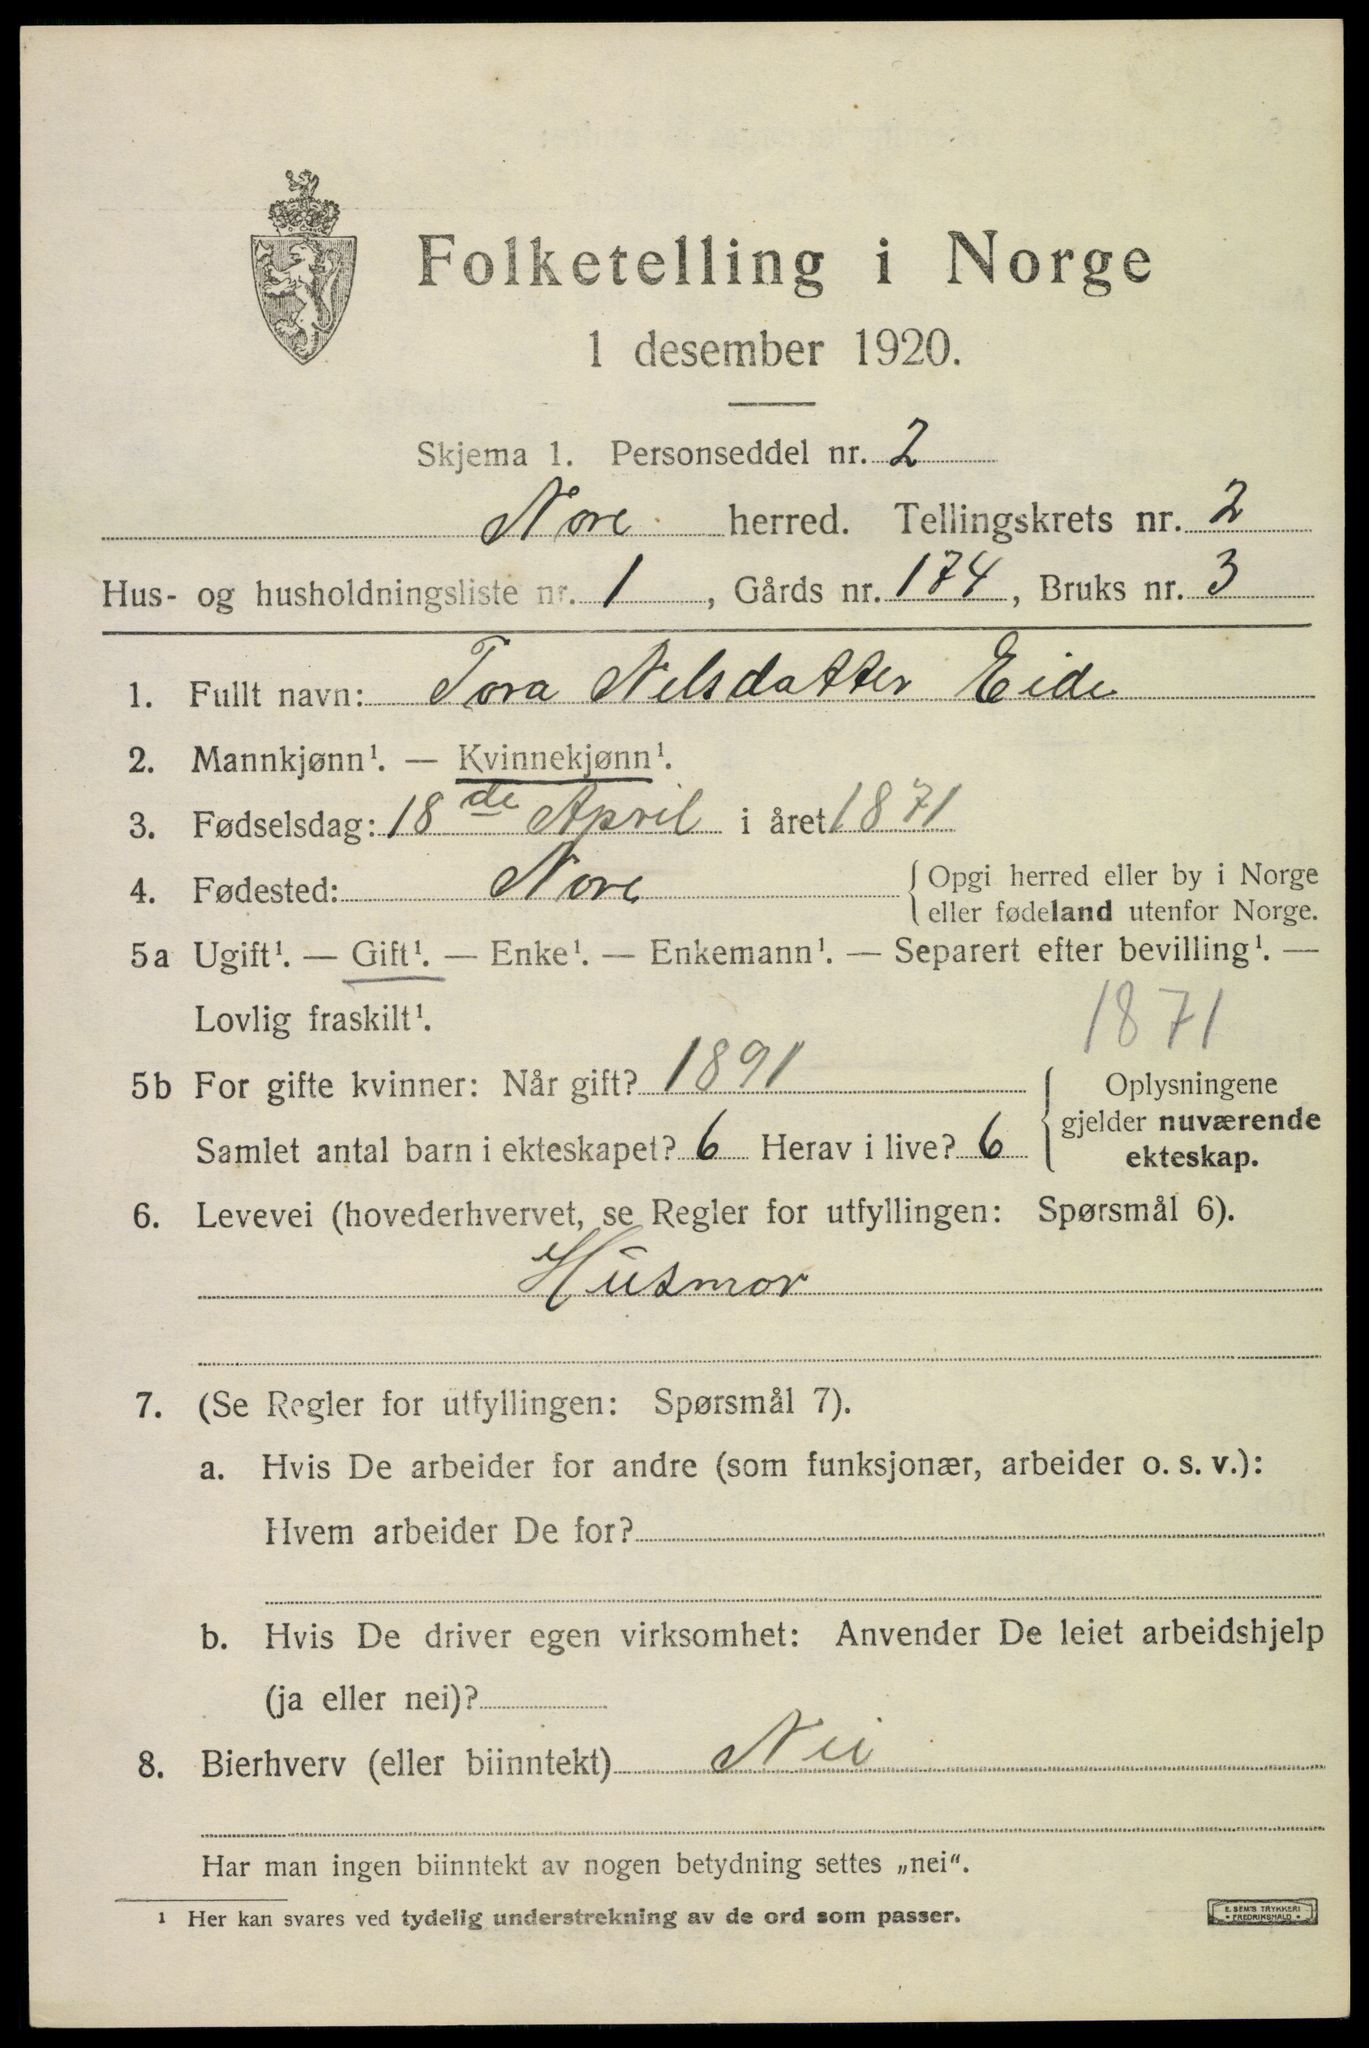 Folketelling i Norge
1 desember 1920.
Skjema 1. Personseddel nr. 2
Nore herred. Tellingskrets nr. 2
Hus- og husholdningsliste nr. 1, Gårds nr. 174, Bruks nr. 3
1. Fullt navn: Tora Nelsdatter Eide
2. Mannkjønn¹. — Kvinnekjønn¹.
3. Fødselsdag: 18de April i året 1871
4. Fødested: Nore { Opgi herred eller by i Norge
eller fødeland utenfor Norge.
5a Ugift¹. — Gift¹. — Enke¹. — Enkemann¹. — Separert efter bevilling¹. —
Lovlig fraskilt¹.
1871
5b For gifte kvinner: Når gift? 1891
Samlet antal barn i ekteskapet? 6 Herav i live? 6
{ Oplysningene
gjelder nuværende
ekteskap.
6. Levevei (hovederhvervet, se Regler for utfyllingen: Spørsmål 6).
Husmor
7. (Se Regler for utfyllingen: Spørsmål 7).
a. Hvis De arbeider for andre (som funksjonær, arbeider o. s. v.):
Hvem arbeider De for?
b. Hvis De driver egen virksomhet: Anvender De leiet arbeidshjelp
(ja eller nei)?
8. Bierhverv (eller biinntekt) Nei
Har man ingen biinntekt av nogen betydning settes „nei“.
¹ Her kan svares ved tydelig understrekning av de ord som passer.
E. SEM'S TRYKKERI
• FREDRIKSHALD •